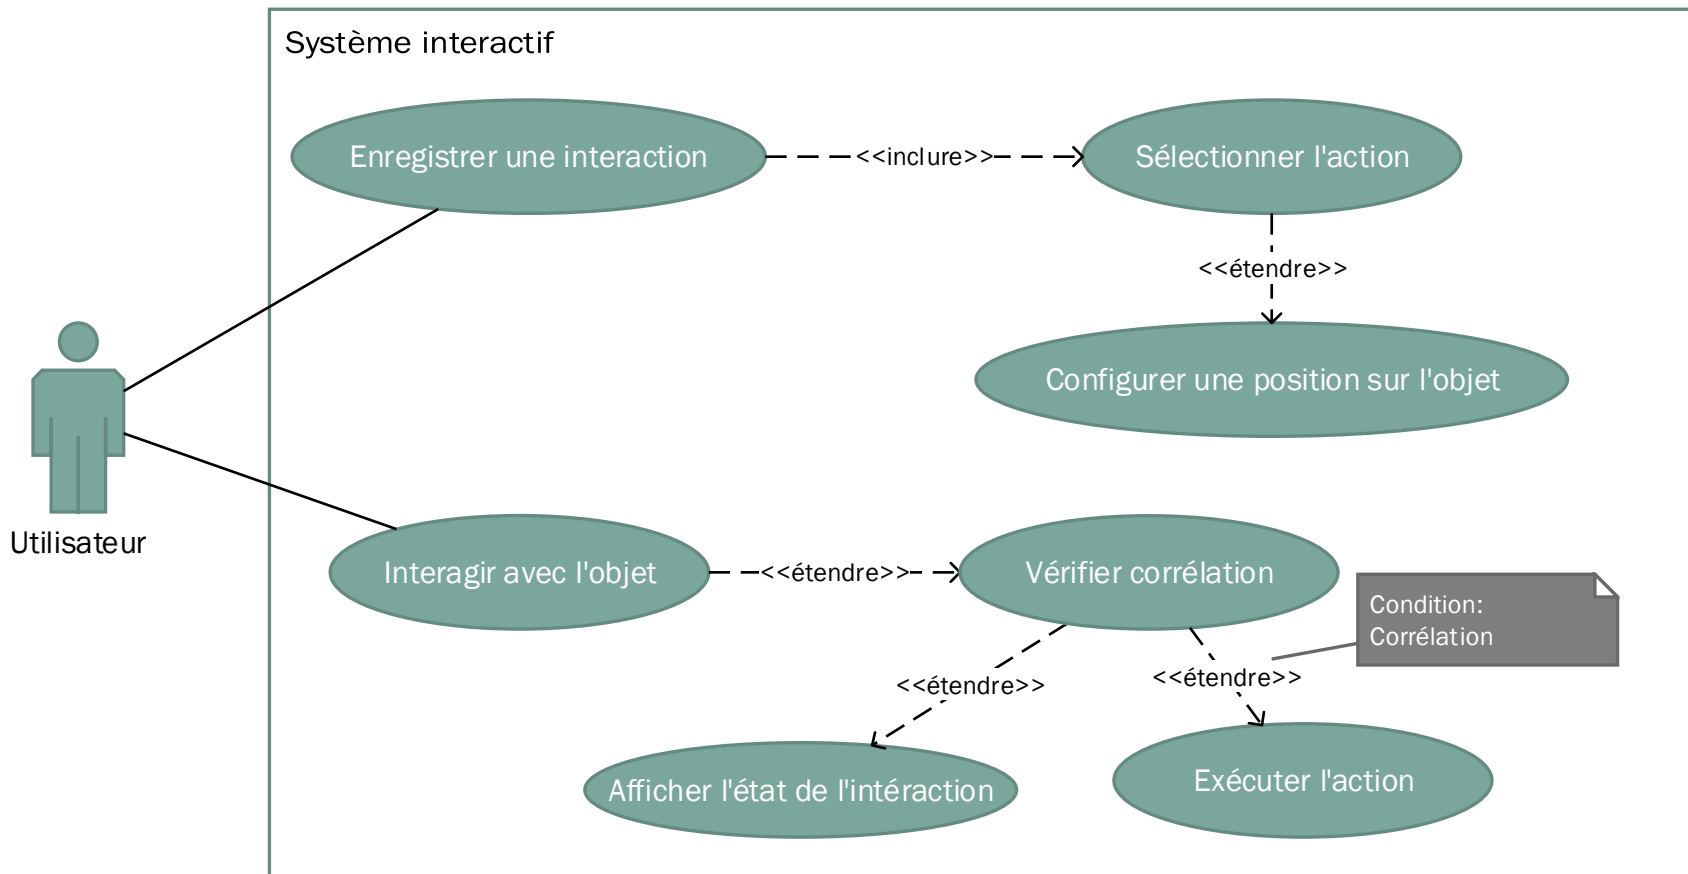 Système interactif
Enregistrer une interaction
<<inclure>>
Sélectionner l'action
<<étendre>>
Configurer une position sur l'objet
Utilisateur
Interagir avec l'objet
<<étendre>>
Vérifier corrélation
Condition:
Corrélation
<<étendre>>
<<étendre>>
Afficher l'état de l'intéraction
Exécuter l'action